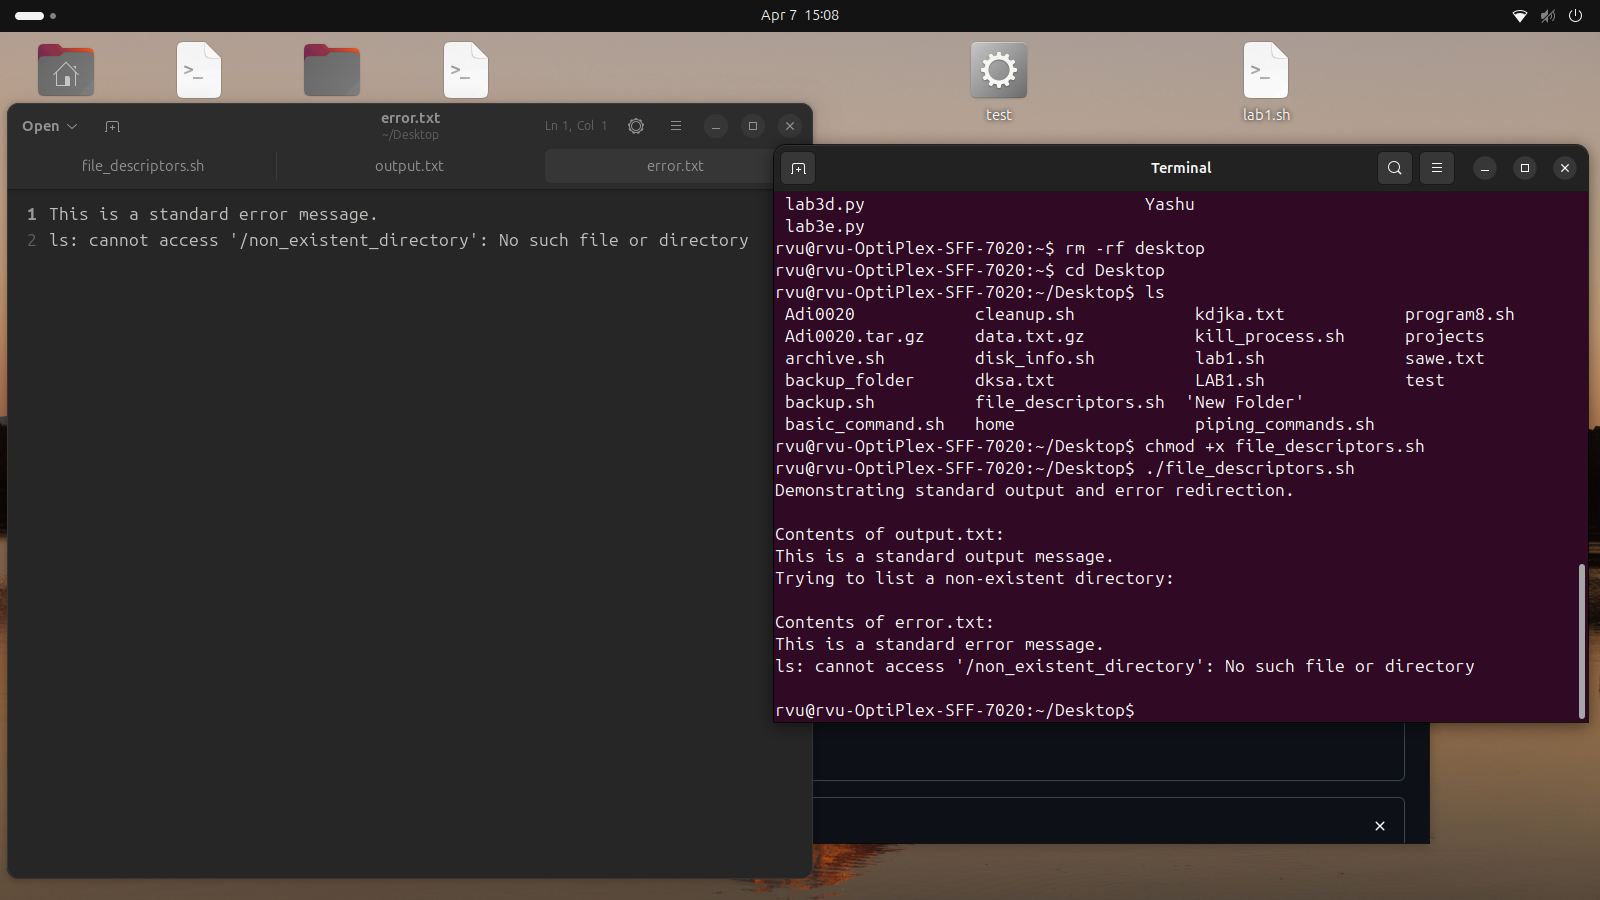 Apr 7 15:08
>_
>_
>_
test
lab1.sh
Open
error.txt
~/Desktop
Ln 1, Col 1
file_descriptors.sh
output.txt
error.txt
1 This is a standard error message.
2 ls: cannot access '/non_existent_directory': No such file or directory
Terminal
lab3d.py Yashu
lab3e.py
rvu@rvu-OptiPlex-SFF-7020:~$ rm -rf desktop
rvu@rvu-OptiPlex-SFF-7020:~$ cd Desktop
rvu@rvu-OptiPlex-SFF-7020:~/Desktop$ ls
Adi0020 cleanup.sh kdjka.txt program8.sh
Adi0020.tar.gz data.txt.gz kill_process.sh projects
archive.sh disk_info.sh lab1.sh sawe.txt
backup_folder dksa.txt LAB1.sh test
backup.sh file_descriptors.sh 'New Folder'
basic_command.sh home piping_commands.sh
rvu@rvu-OptiPlex-SFF-7020:~/Desktop$ chmod +x file_descriptors.sh
rvu@rvu-OptiPlex-SFF-7020:~/Desktop$ ./file_descriptors.sh
Demonstrating standard output and error redirection.
Contents of output.txt:
This is a standard output message.
Trying to list a non-existent directory:
Contents of error.txt:
This is a standard error message.
ls: cannot access '/non_existent_directory': No such file or directory
rvu@rvu-OptiPlex-SFF-7020:~/Desktop$